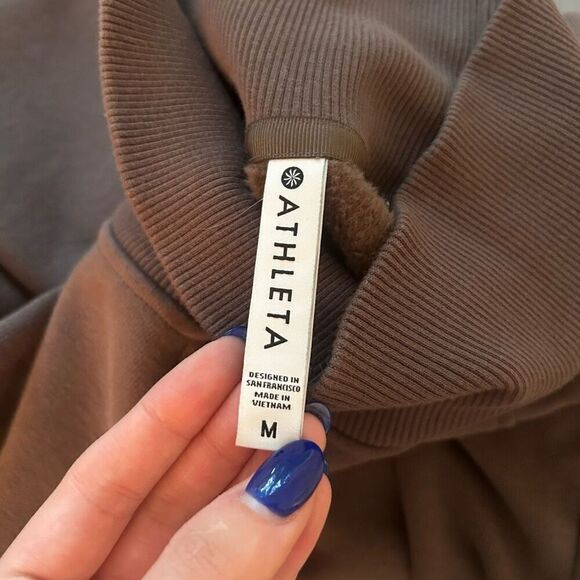 ATHLETA
DESIGNED IN
SAN FRANCISCO
MADE IN
VIETNAM
M